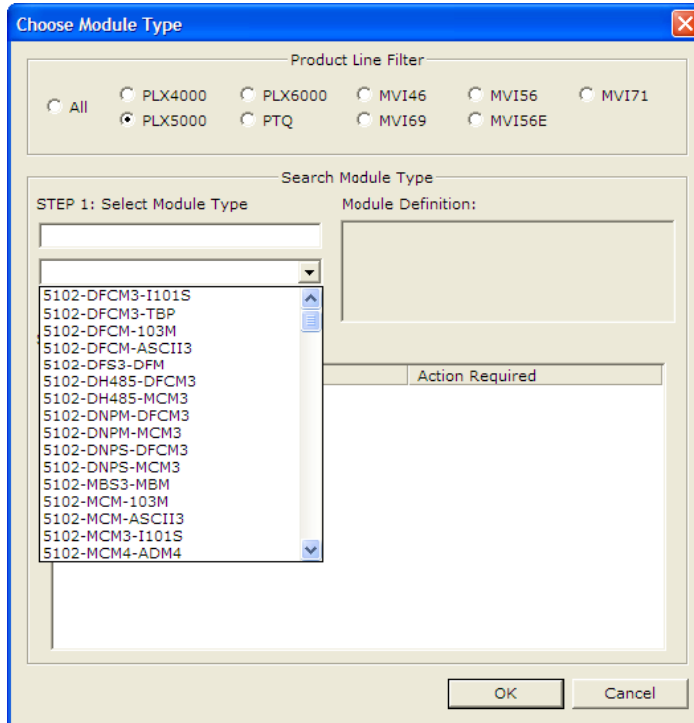 Choose Module Type
Product Line Filter
All
PLX4000 PLX6000 MVI46 MVI56 MVI71
PLX5000 PTQ MVI69 MVI56E
Search Module Type
STEP 1: Select Module Type Module Definition:
5102-DFCM3-I101S
5102-DFCM3-TBP
5102-DFCM-103M
5102-DFCM-ASCII3
5102-DFS3-DFM
5102-DH485-DFCM3
5102-DH485-MCM3
5102-DNPM-DFCM3
5102-DNPM-MCM3
5102-DNPS-DFCM3
5102-DNPS-MCM3
5102-MBS3-MBM
5102-MCM-103M
5102-MCM-ASCII3
5102-MCM3-I101S
5102-MCM4-ADM4
Action Required
OK Cancel